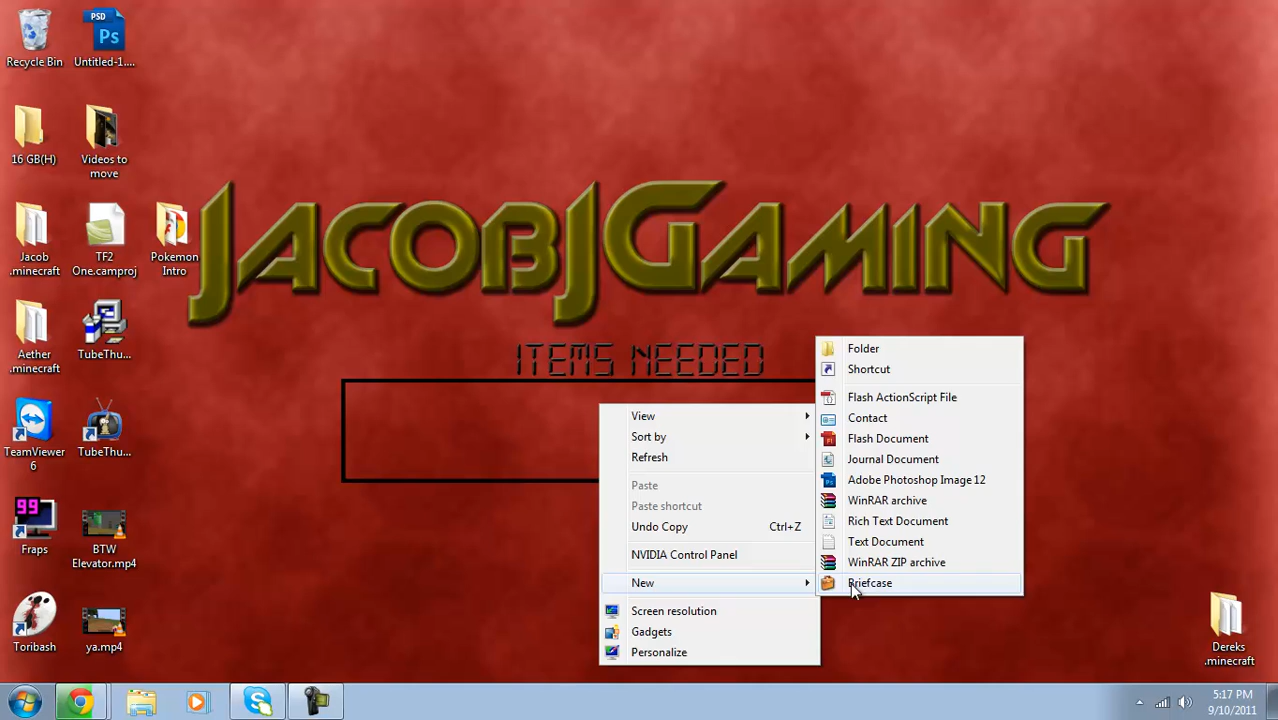 Recycle Bin
PSD
Ps
Untitled-1....
16 GB(H)
Videos to
move
Jacob
.minecraft
TF2
One.camproj
Pokemon
Intro
Aether
.minecraft
TubeThu...
TeamViewer
6
TubeThu...
99
Fraps
BTW
Elevator.mp4
Toribash
ya.mp4
Dereks
.minecraft
JacobJGaming
ITEMS NEEDED
View
Sort by
Refresh
Paste
Paste shortcut
Undo Copy Ctrl+Z
NVIDIA Control Panel
New
Screen resolution
Gadgets
Personalize
Folder
Shortcut
Flash ActionScript File
Contact
Flash Document
Journal Document
Adobe Photoshop Image 12
WinRAR archive
Rich Text Document
Text Document
WinRAR ZIP archive
Briefcase
5:17 PM
9/10/2011